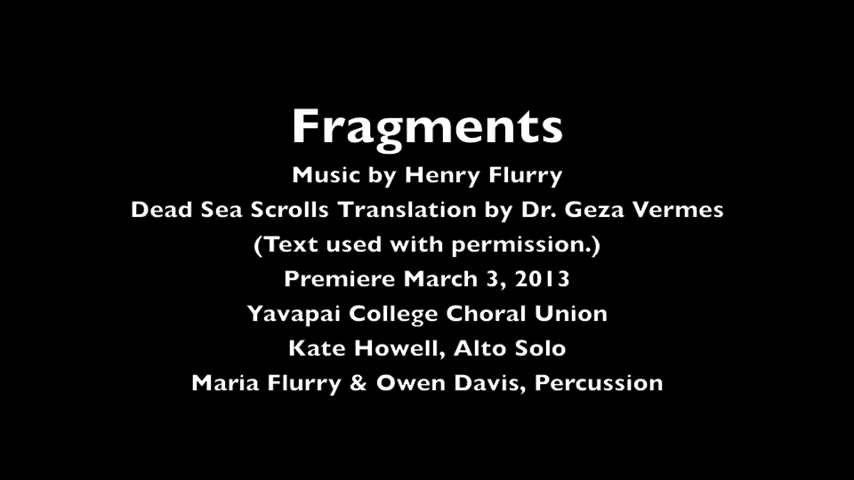 Fragments
Music by Henry Flurry
Dead Sea Scrolls Translation by Dr. Geza Vermes
(Text used with permission.)
Premiere March 3, 2013
Yavapai College Choral Union
Kate Howell, Alto Solo
Maria Flurry & Owen Davis, Percussion